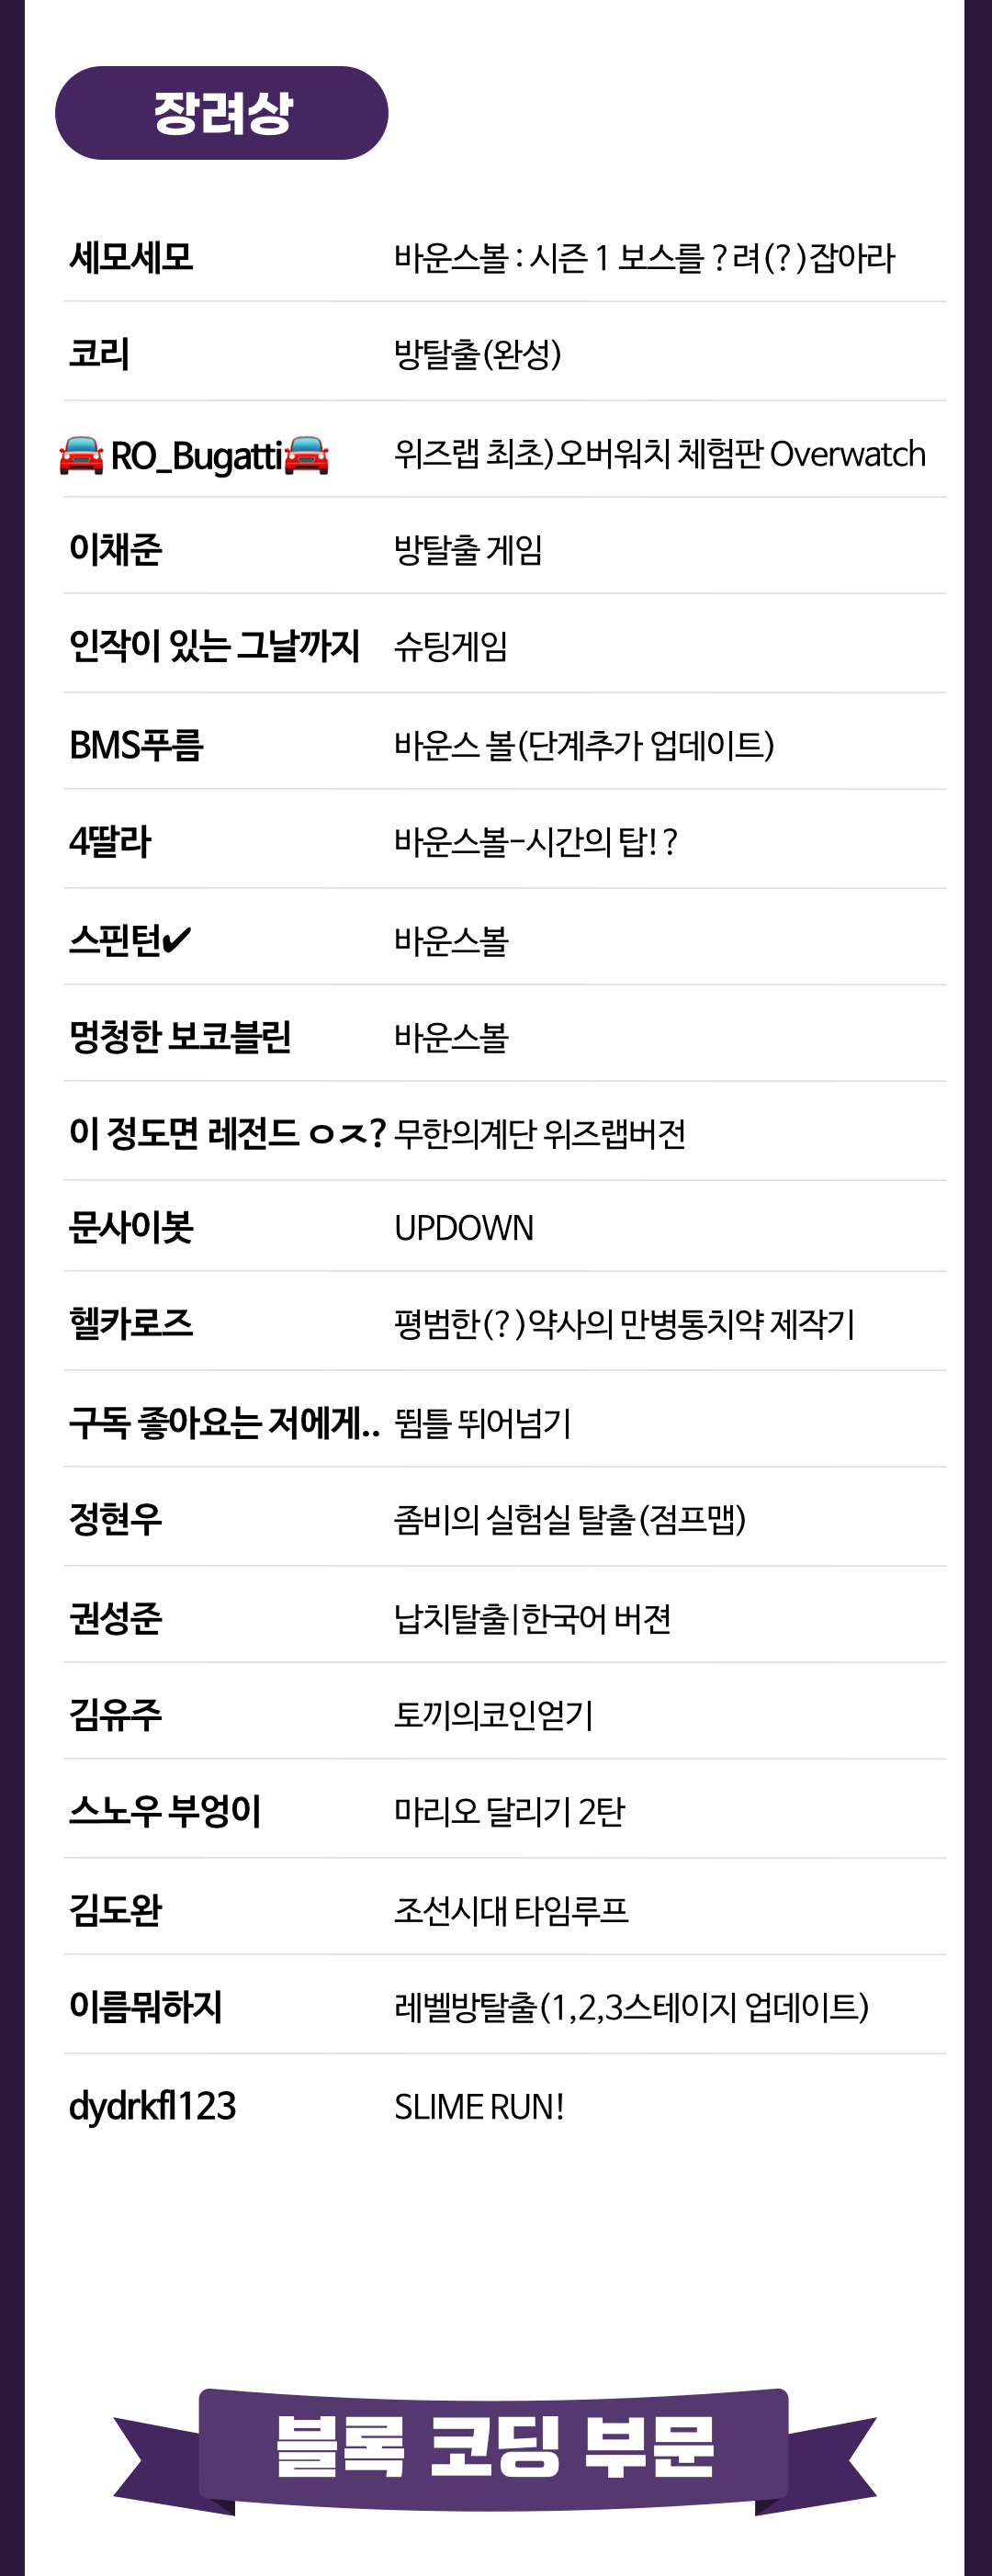 장려상
세모세모 바운스볼 : 시즌 1 보스를 ?려(?)잡아라
코리 방탈출(완성)
🚘 RO_Bugatti🚘 위즈랩 최초)오버워치 체험판 Overwatch
이채준 방탈출 게임
인작이 있는 그날까지 슈팅게임
BMS푸름 바운스 볼(단계추가 업데이트)
4딸라 바운스볼-시간의 탑!?
스핀턴✔ 바운스볼
멍청한 보코블린 바운스볼
이 정도면 레전드 ㅇㅈ? 무한의계단 위즈랩버전
문사이봇 UPDOWN
헬카로즈 평범한(?)약사의 만병통치약 제작기
구독 좋아요는 저에게.. 뜀틀 뛰어넘기
정현우 좀비의 실험실 탈출(점프맵)
권성준 납치탈출|한국어 버젼
김유주 토끼의코인얻기
스노우 부엉이 마리오 달리기 2탄
김도완 조선시대 타임루프
이름뭐하지 레벨방탈출(1,2,3스테이지 업데이트)
dydrkfl123 SLIME RUN!
블록 코딩 부문